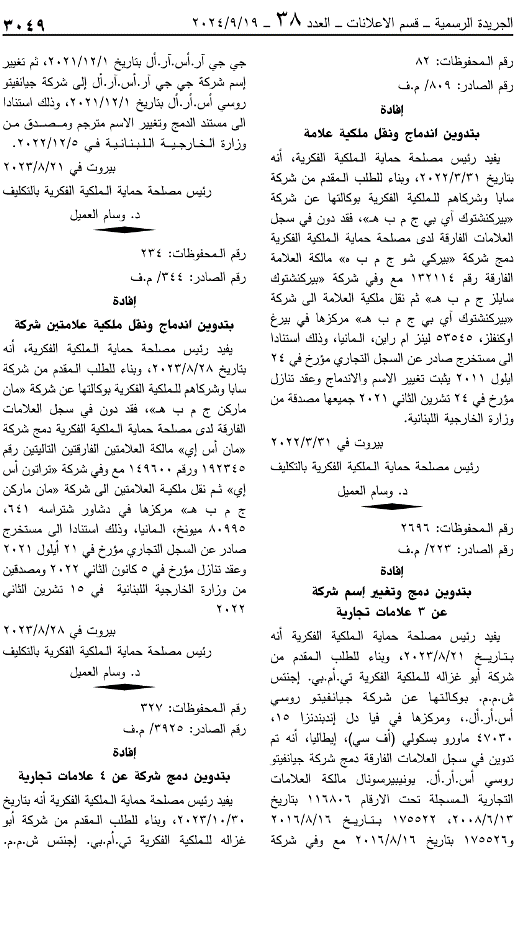 الجريدة الرسمية ــ قسم الاعلانات ــ العدد ٣٨ ــ ٢٠٢٤/٩/١٩
٣٠٤٩
رقم المحفوظات: ٨٢
رقم الصادر: ٨٠٩/ م.ف
إفادة
بتدوين اندماج ونقل ملكية علامة
يفيد رئيس مصلحة حماية الملكية الفكرية، أنه
بتاريخ ٢٠٢٢/٣/٣١، وبناء للطلب المقدم من شركة
سابا وشركاهم للملكية الفكرية بوكالتها عن شركة
«بيركنشتوك آي بي ج م ب هـ»، فقد دون في سجل
العلامات الفارقة لدى مصلحة حماية الملكية الفكرية
دمج شركة «بيركي شو ج م ب ه» مالكة العلامة
الفارقة رقم ١٣٢١١٤ مع وفي شركة «بيركنشتوك
سايلز ج م ب هـ» ثم نقل ملكية العلامة الى شركة
«بيركنشتوك آي بي ج م ب هـ» مركزها في بيرغ
اوكنفلز، ٥٣٥٤٥ لينز ام راين، المانيا، وذلك استنادا
الى مستخرج صادر عن السجل التجاري مؤرخ في ٢٤
ايلول ٢٠١١ يثبت تغيير الاسم والاندماج وعقد تنازل
مؤرخ في ٢٤ تشرين الثاني ٢٠٢١ جميعها مصدقة من
وزارة الخارجية اللبنانية.
بيروت في ٢٠٢٢/٣/٣١
رئيس مصلحة حماية الملكية الفكرية بالتكليف
د. وسام العميل
رقم المحفوظات: ٢٦٩٦
رقم الصادر: ٢٢٣/ م.ف
إفادة
بتدوين دمج وتغيير إسم شركة
عن ٣ علامات تجارية
يفيد رئيس مصلحة حماية الملكية الفكرية أنه
بتاريخ ٢٠٢٣/٨/٢١، وبناء للطلب المقدم من
شركة أبو غزاله للملكية الفكرية تي.أم.بي. إجنتس
ش.م.م. بوكالتها عن شركة جيانفيتو روسي
أس.أر.أل.، ومركزها في فيا دل إندبندنزا ١٥،
٤٧٠٣٠ ماورو بسكولي (أف سي)، إيطاليا، أنه تم
تدوين في سجل العلامات الفارقة دمج شركة جيانفيتو
روسي أس.أر.أل. يونيبيرسونال مالكة العلامات
التجارية المسجلة تحت الارقام ١١٦٨٠٦ بتاريخ
٢٠٠٨/٦/١٣، ١٧٥٥٢٢ بتاريخ ٢٠١٦/٨/١٦
و١٧٥٥٢٦ بتاريخ ٢٠١٦/٨/١٦ مع وفي شركة
جي جي آر.أس.آر.أل بتاريخ ٢٠٢١/١٢/١، ثم تغيير
إسم شركة جي جي آر.أس.آر.أل إلى شركة جيانفيتو
روسي أس.أر.أل بتاريخ ٢٠٢١/١٢/١، وذلك استنادا
الى مستند الدمج وتغيير الاسم مترجم ومصدق من
وزارة الخارجية اللبنانية في ٢٠٢٢/١٢/٥.
بيروت في ٢٠٢٣/٨/٢١
رئيس مصلحة حماية الملكية الفكرية بالتكليف
د. وسام العميل
رقم المحفوظات: ٢٣٤
رقم الصادر: ٣٤٤/ م.ف
إفادة
بتدوين اندماج ونقل ملكية علامتين شركة
يفيد رئيس مصلحة حماية الملكية الفكرية، أنه
بتاريخ ٢٠٢٣/٨/٢٨، وبناء للطلب المقدم من شركة
سابا وشركاهم للملكية الفكرية بوكالتها عن شركة «مان
ماركن ج م ب هـ»، فقد دون في سجل العلامات
الفارقة لدى مصلحة حماية الملكية الفكرية دمج شركة
«مان أس إي» مالكة العلامتين الفارقتين التاليتين رقم
١٩٢٣٤٥ ورقم ١٤٩٦٠٠ مع وفي شركة «تراتون أس
إي» ثم نقل ملكية العلامتين الى شركة «مان ماركن
ج م ب هـ» مركزها في دشاور شتراسه ٦٤١،
٨٠٩٩٥ ميونخ، المانيا، وذلك استنادا الى مستخرج
صادر عن السجل التجاري مؤرخ في ٢١ أيلول ٢٠٢١
وعقد تنازل مؤرخ في ٥ كانون الثاني ٢٠٢٢ ومصدقين
من وزارة الخارجية اللبنانية في ١٥ تشرين الثاني
٢٠٢٢
بيروت في ٢٠٢٣/٨/٢٨
رئيس مصلحة حماية الملكية الفكرية بالتكليف
د. وسام العميل
رقم المحفوظات: ٣٢٧
رقم الصادر: ٣٩٢٥/ م.ف
إفادة
بتدوين دمج شركة عن ٤ علامات تجارية
يفيد رئيس مصلحة حماية الملكية الفكرية أنه بتاريخ
٢٠٢٣/١٠/٣٠، وبناء للطلب المقدم من شركة أبو
غزاله للملكية الفكرية تي.أم.بي. إجنتس ش.م.م.